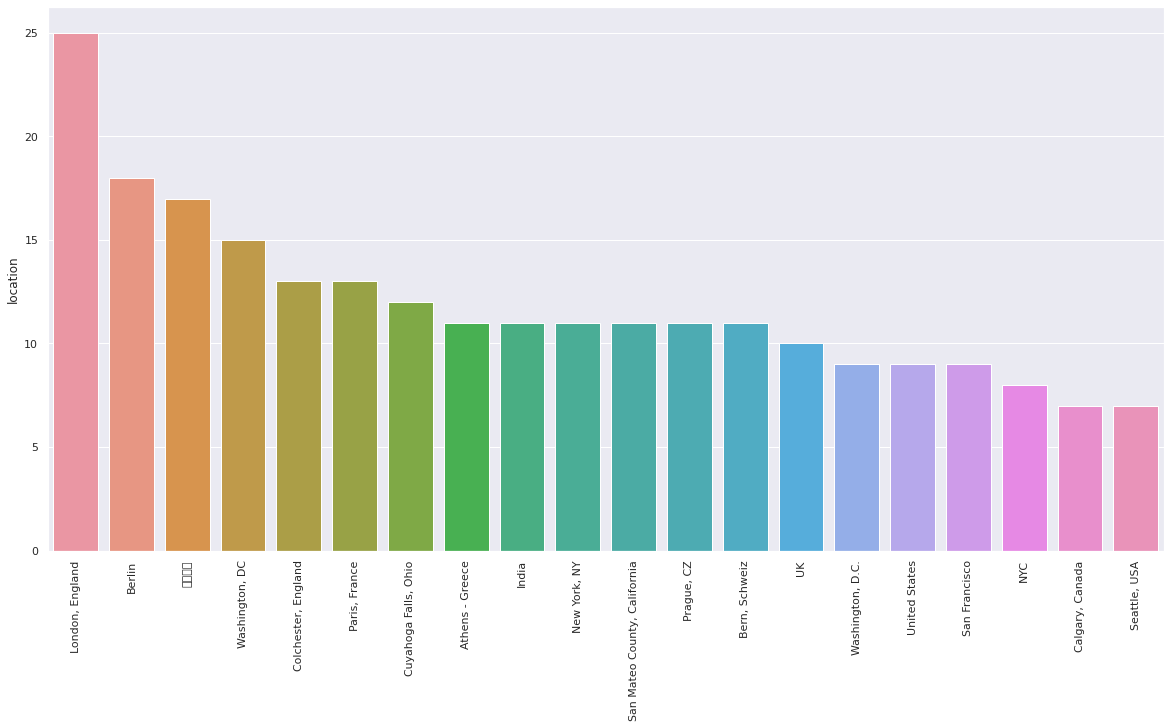 25
20
15
10
5
0
location
London, England
Berlin
Washington, DC
Colchester, England
Paris, France
Cuyahoga Falls, Ohio
Athens - Greece
India
New York, NY
San Mateo County, California
Prague, CZ
Bern, Schweiz
UK
Washington, D.C.
United States
San Francisco
NYC
Calgary, Canada
Seattle, USA